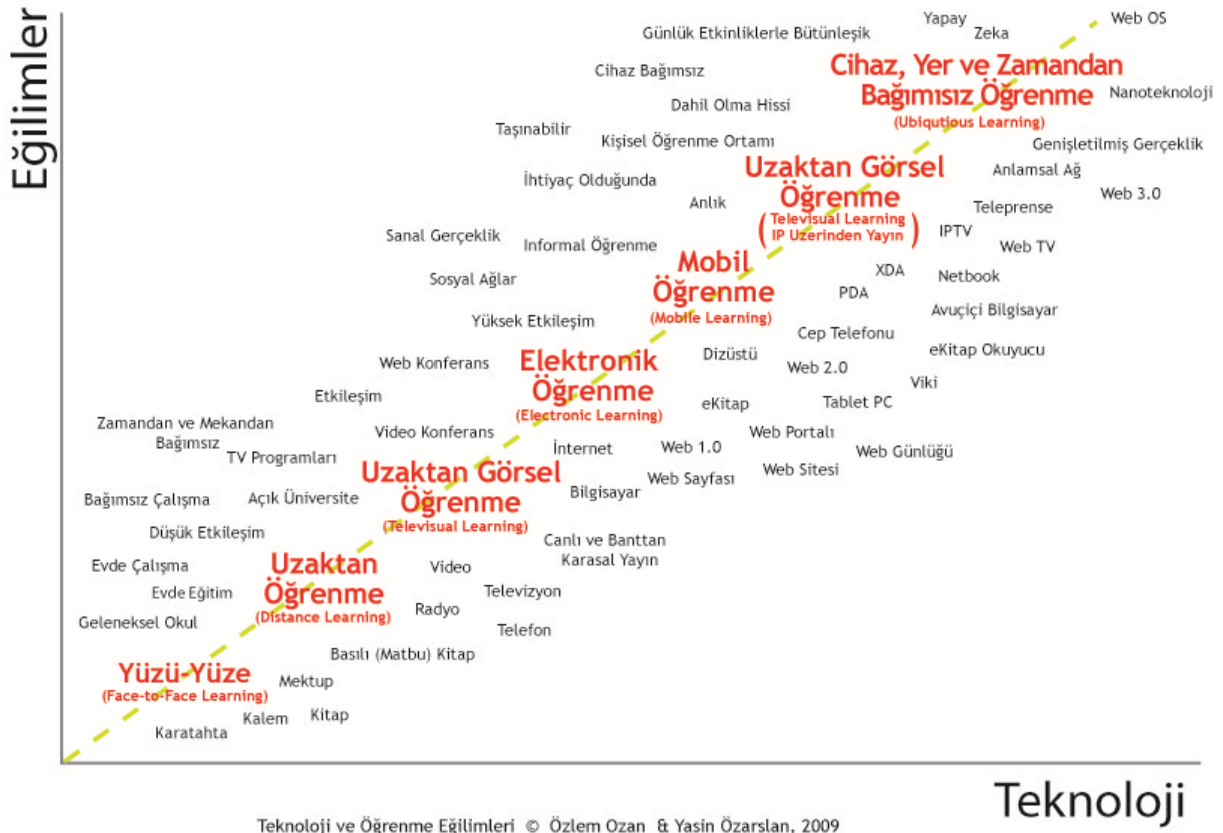 Eğilimler
Yapay
Zeka
Web OS
Günlük Etkinliklerle Bütünleşik
Cihaz Bağımsız
Cihaz, Yer ve Zamandan
Bağımısız Öğrenme
(Ubiqutious Learning)
Nanoteknoloji
Dahil Olma Hissi
Taşınabilir
Kişisel Öğrenme Ortamı
Genişletilmiş Gerçeklik
Uzaktan Görsel
Öğrenme
(Televisual Learning
IP Uzerinden Yayın)
Anlamsal Ağ
Web 3.0
İhtiyaç Olduğunda
Anlık
Teleprense
IPTV
Web TV
Sanal Gerçeklik
Informal Öğrenme
Mobil
Öğrenme
(Mobile Learning)
XDA
Netbook
Sosyal Ağlar
PDA
Avuçiçi Bilgisayar
Yüksek Etkileşim
Cep Telefonu
eKitap Okuyucu
Web Konferans
Elektronik
Öğrenme
(Electronic Learning)
Dizüstü
Web 2.0
Viki
Etkileşim
eKitap
Tablet PC
Zamandan ve Mekandan
Bağımsız
Video Konferans
İnternet
Web 1.0
Web Portalı
Web Günlüğü
TV Programları
Uzaktan Görsel
Öğrenme
(Televisual Learning)
Bilgisayar
Web Sayfası
Web Sitesi
Bağımsız Çalışma
Açık Üniversite
Düşük Etkileşim
Canlı ve Banttan
Karasal Yayın
Evde Çalışma
Uzaktan
Öğrenme
(Distance Learning)
Video
Evde Eğitim
Televizyon
Radyo
Geleneksel Okul
Telefon
Basılı (Matbu) Kitap
Yüzü-Yüze
(Face-to-Face Learning)
Mektup
Kalem
Kitap
Karatahta
Teknoloji
Teknoloji ve Öğrenme Eğilimleri © Özlem Ozan & Yasin Özarslan, 2009